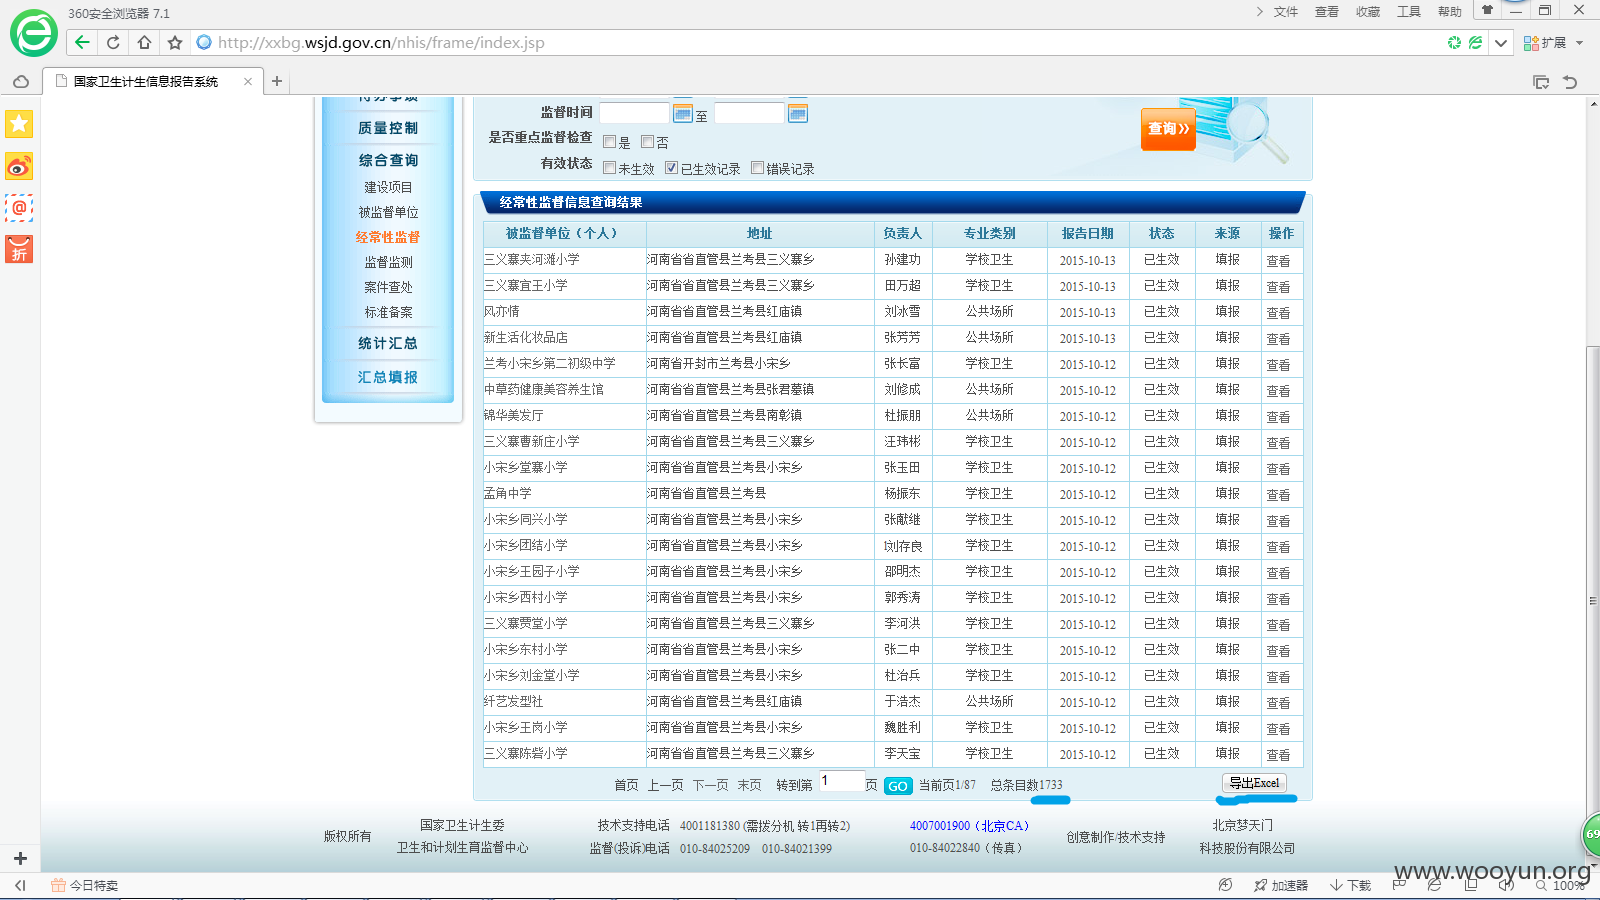 360安全浏览器 7.1
文件 查看 收藏 工具 帮助
http://xxbg.wsjd.gov.cn/nhis/frame/index.jsp
扩展
国家卫生计生信息报告系统
待办事项
质量控制
综合查询
建设项目
被监督单位
经常性监督
监督监测
案件查处
标准备案
统计汇总
汇总填报
监督时间 至
是否重点监督检查 是 否
有效状态 未生效 已生效记录 错误记录
查询》
经常性监督信息查询结果
被监督单位（个人） 地址 负责人 专业类别 报告日期 状态 来源 操作
三义寨夹河滩小学 河南省省直管县兰考县三义寨乡 孙建功 学校卫生 2015-10-13 已生效 填报 查看
三义寨宜王小学 河南省省直管县兰考县三义寨乡 田万超 学校卫生 2015-10-13 已生效 填报 查看
风亦情 河南省省直管县兰考县红庙镇 刘冰雪 公共场所 2015-10-13 已生效 填报 查看
新生活化妆品店 河南省省直管县兰考县红庙镇 张芳芳 公共场所 2015-10-13 已生效 填报 查看
兰考小宋乡第二初级中学 河南省开封市兰考县小宋乡 张长富 学校卫生 2015-10-12 已生效 填报 查看
中草药健康美容养生馆 河南省省直管县兰考县张君墓镇 刘修成 公共场所 2015-10-12 已生效 填报 查看
锦华美发厅 河南省省直管县兰考县南彰镇 杜振朋 公共场所 2015-10-12 已生效 填报 查看
三义寨曹新庄小学 河南省省直管县兰考县三义寨乡 汪玮彬 学校卫生 2015-10-12 已生效 填报 查看
小宋乡堂寨小学 河南省省直管县兰考县小宋乡 张玉田 学校卫生 2015-10-12 已生效 填报 查看
孟角中学 河南省省直管县兰考县 杨振东 学校卫生 2015-10-12 已生效 填报 查看
小宋乡同兴小学 河南省省直管县兰考县小宋乡 张献继 学校卫生 2015-10-12 已生效 填报 查看
小宋乡团结小学 河南省省直管县兰考县小宋乡 l刘存良 学校卫生 2015-10-12 已生效 填报 查看
小宋乡王园子小学 河南省省直管县兰考县小宋乡 邵明杰 学校卫生 2015-10-12 已生效 填报 查看
小宋乡西村小学 河南省省直管县兰考县小宋乡 郭秀涛 学校卫生 2015-10-12 已生效 填报 查看
三义寨贾堂小学 河南省省直管县兰考县三义寨乡 李河洪 学校卫生 2015-10-12 已生效 填报 查看
小宋乡东村小学 河南省省直管县兰考县小宋乡 张二中 学校卫生 2015-10-12 已生效 填报 查看
小宋乡刘金堂小学 河南省省直管县兰考县小宋乡 杜治兵 学校卫生 2015-10-12 已生效 填报 查看
纤艺发型社 河南省省直管县兰考县红庙镇 于浩杰 公共场所 2015-10-12 已生效 填报 查看
小宋乡王岗小学 河南省省直管县兰考县小宋乡 魏胜利 学校卫生 2015-10-12 已生效 填报 查看
三义寨陈砦小学 河南省省直管县兰考县三义寨乡 李天宝 学校卫生 2015-10-12 已生效 填报 查看
首页 上一页 下一页 末页 转到第 1 页 GO 当前页1/87 总条目数1733 导出Excel
版权所有
国家卫生计生委
卫生和计划生育监督中心
技术支持电话 4001181380 (需拨分机 转1再转2) 4007001900（北京CA）
监督(投诉)电话 010-84025209 010-84021399 010-84022840（传真）
创意制作/技术支持
北京梦天门
科技股份有限公司
69
www.wooyun.org
今日特卖
加速器 下载 100%
@
折